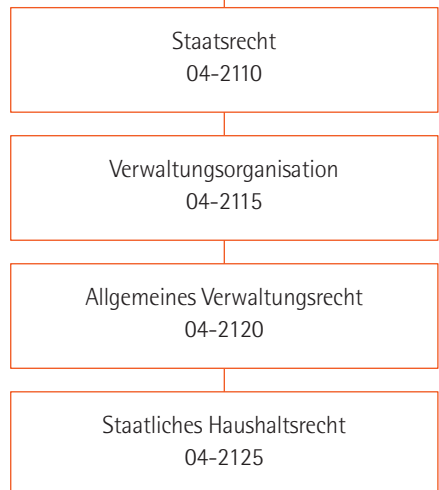 Staatsrecht
04-2110
Verwaltungsorganisation
04-2115
Allgemeines Verwaltungsrecht
04-2120
Staatliches Haushaltsrecht
04-2125